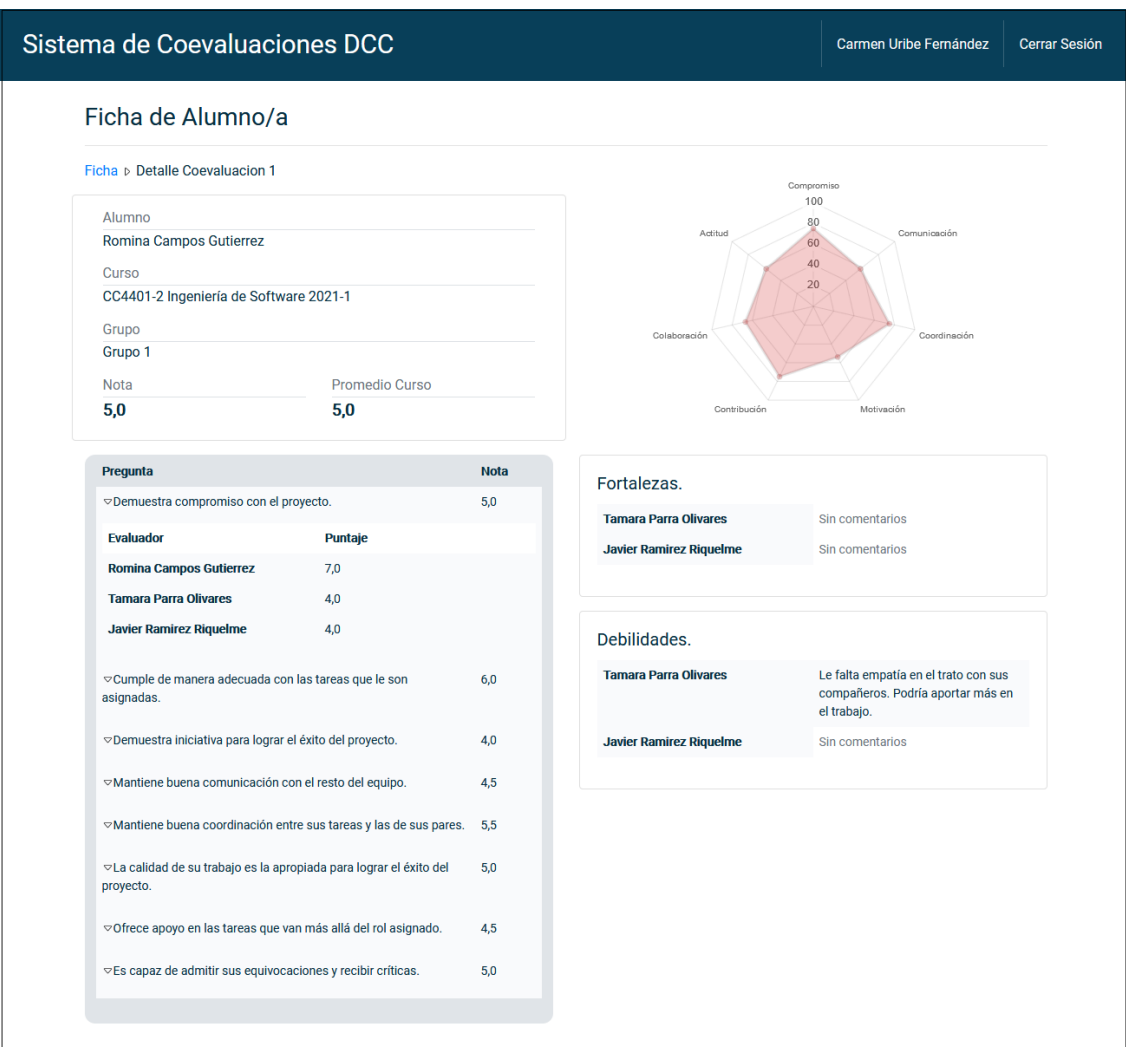 Sistema de Coevaluaciones DCC
Carmen Uribe Fernández
Cerrar Sesión
Ficha de Alumno/a
Ficha ▹ Detalle Coevaluacion 1
Alumno
Romina Campos Gutierrez
Curso
CC4401-2 Ingeniería de Software 2021-1
Grupo
Grupo 1
Nota Promedio Curso
5,0 5,0
Compromiso
100
80
60
40
20
Actitud
Comunicación
Colaboración
Coordinación
Contribución
Motivación
Pregunta Nota
▿Demuestra compromiso con el proyecto. 5,0
Evaluador Puntaje
Romina Campos Gutierrez 7,0
Tamara Parra Olivares 4,0
Javier Ramirez Riquelme 4,0
▿Cumple de manera adecuada con las tareas que le son 6,0
asignadas.
▿Demuestra iniciativa para lograr el éxito del proyecto. 4,0
▿Mantiene buena comunicación con el resto del equipo. 4,5
▿Mantiene buena coordinación entre sus tareas y las de sus pares. 5,5
▿La calidad de su trabajo es la apropiada para lograr el éxito del 5,0
proyecto.
▿Ofrece apoyo en las tareas que van más allá del rol asignado. 4,5
▿Es capaz de admitir sus equivocaciones y recibir críticas. 5,0
Fortalezas.
Tamara Parra Olivares Sin comentarios
Javier Ramirez Riquelme Sin comentarios
Debilidades.
Tamara Parra Olivares Le falta empatía en el trato con sus
compañeros. Podría aportar más en
el trabajo.
Javier Ramirez Riquelme Sin comentarios